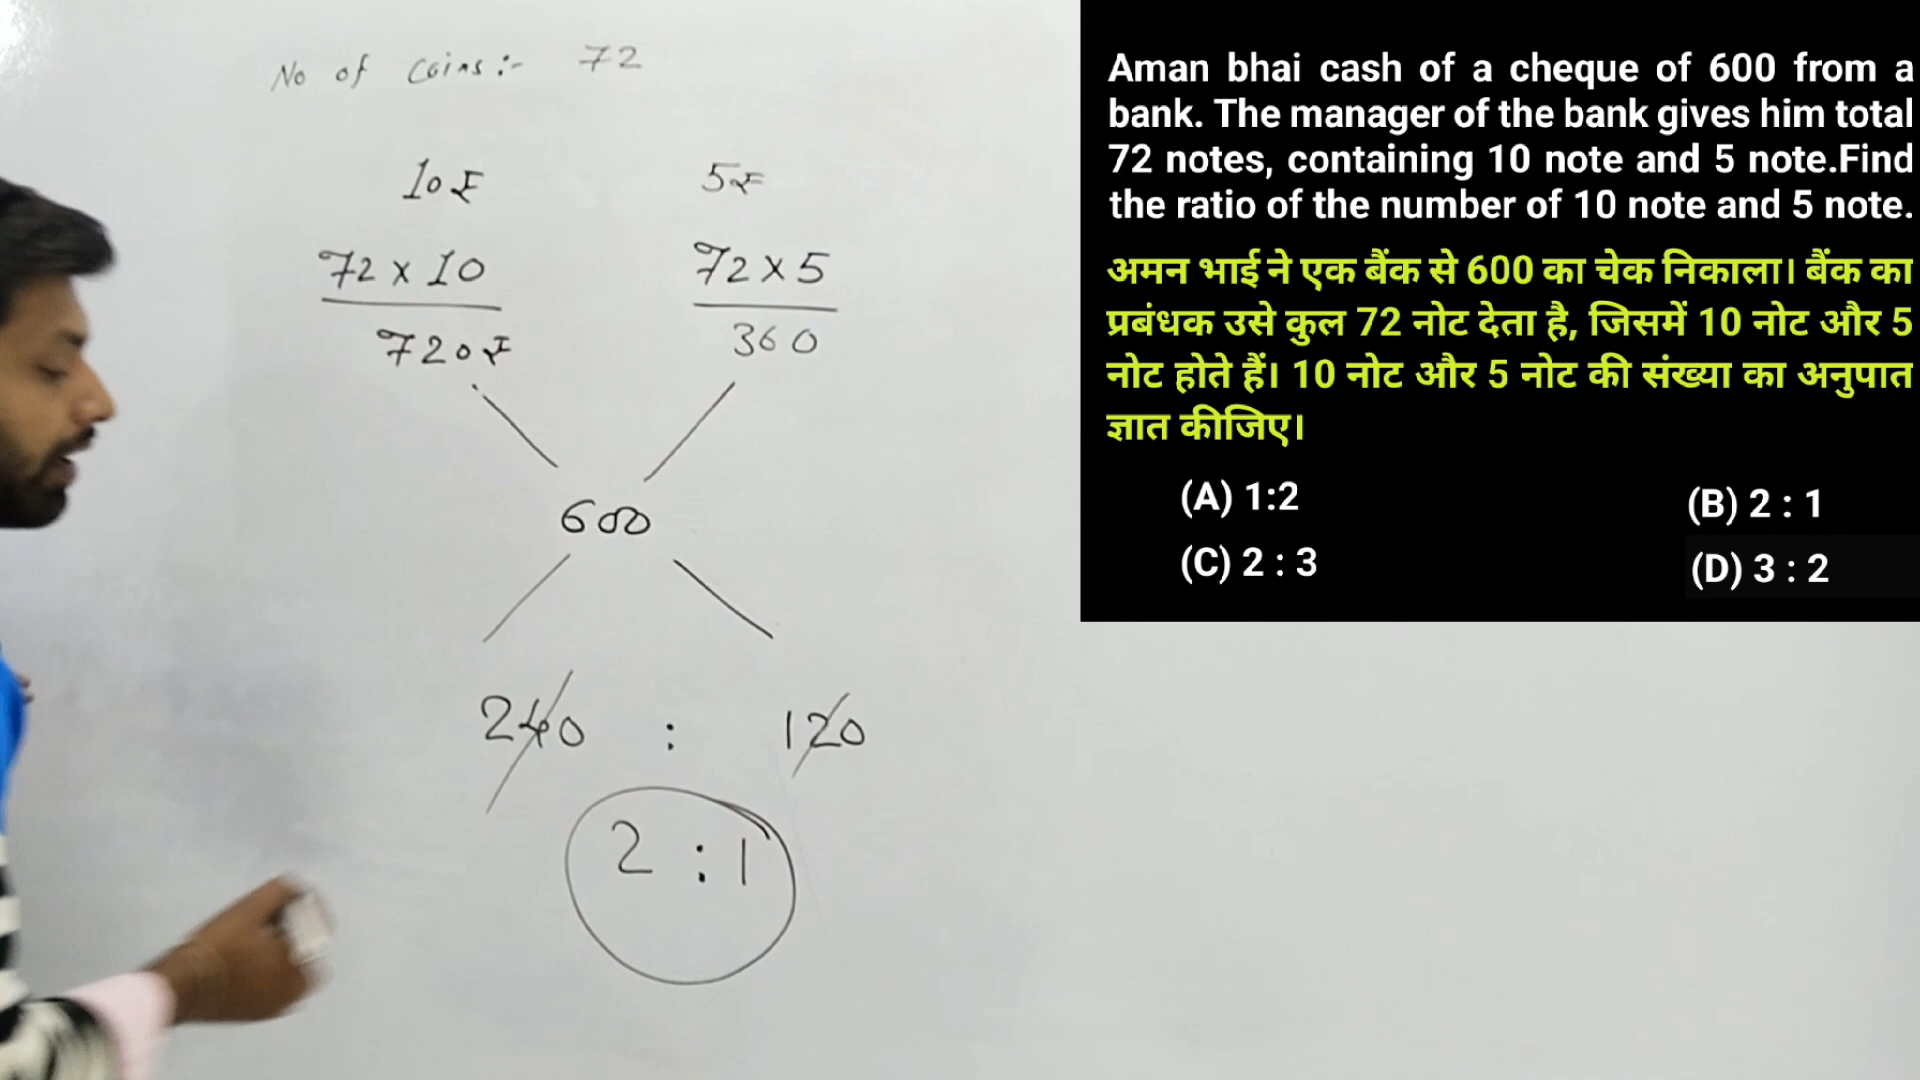 No of Coins :- 72
10₹ 5₹
72 x 10 72 x 5
720₹ 360
600
240 : 120
2 : 1
Aman bhai cash of a cheque of 600 from a
bank. The manager of the bank gives him total
72 notes, containing 10 note and 5 note.Find
the ratio of the number of 10 note and 5 note.
अमन भाई ने एक बैंक से 600 का चेक निकाला। बैंक का
प्रबंधक उसे कुल 72 नोट देता है, जिसमें 10 नोट और 5
नोट होते हैं। 10 नोट और 5 नोट की संख्या का अनुपात
ज्ञात कीजिए।
(A) 1:2 (B) 2 : 1
(C) 2 : 3 (D) 3 : 2